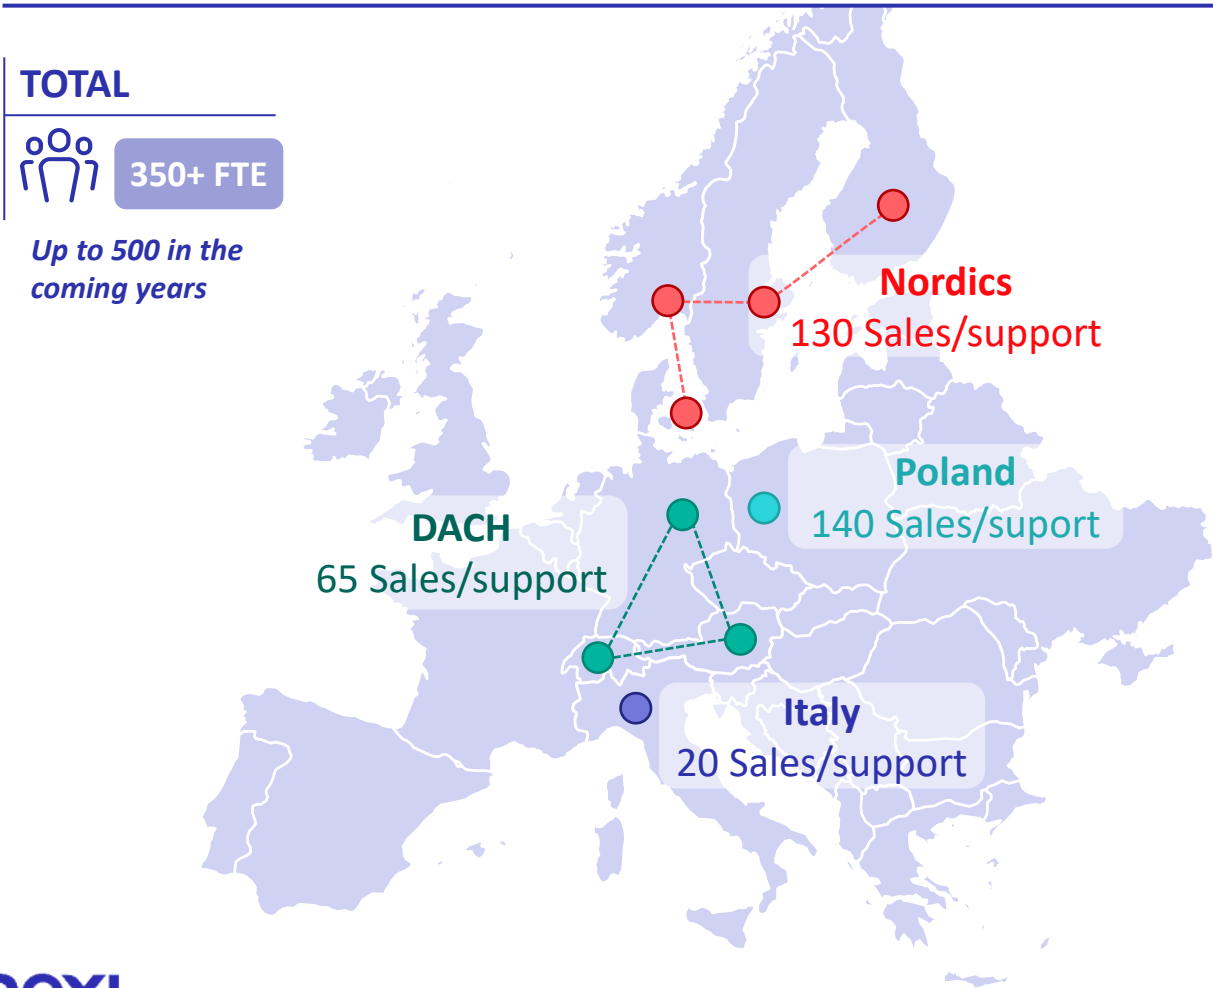 TOTAL
350+ FTE
Up to 500 in the
coming years
Nordics
130 Sales/support
Poland
140 Sales/suport
DACH
65 Sales/support
Italy
20 Sales/support
nexi